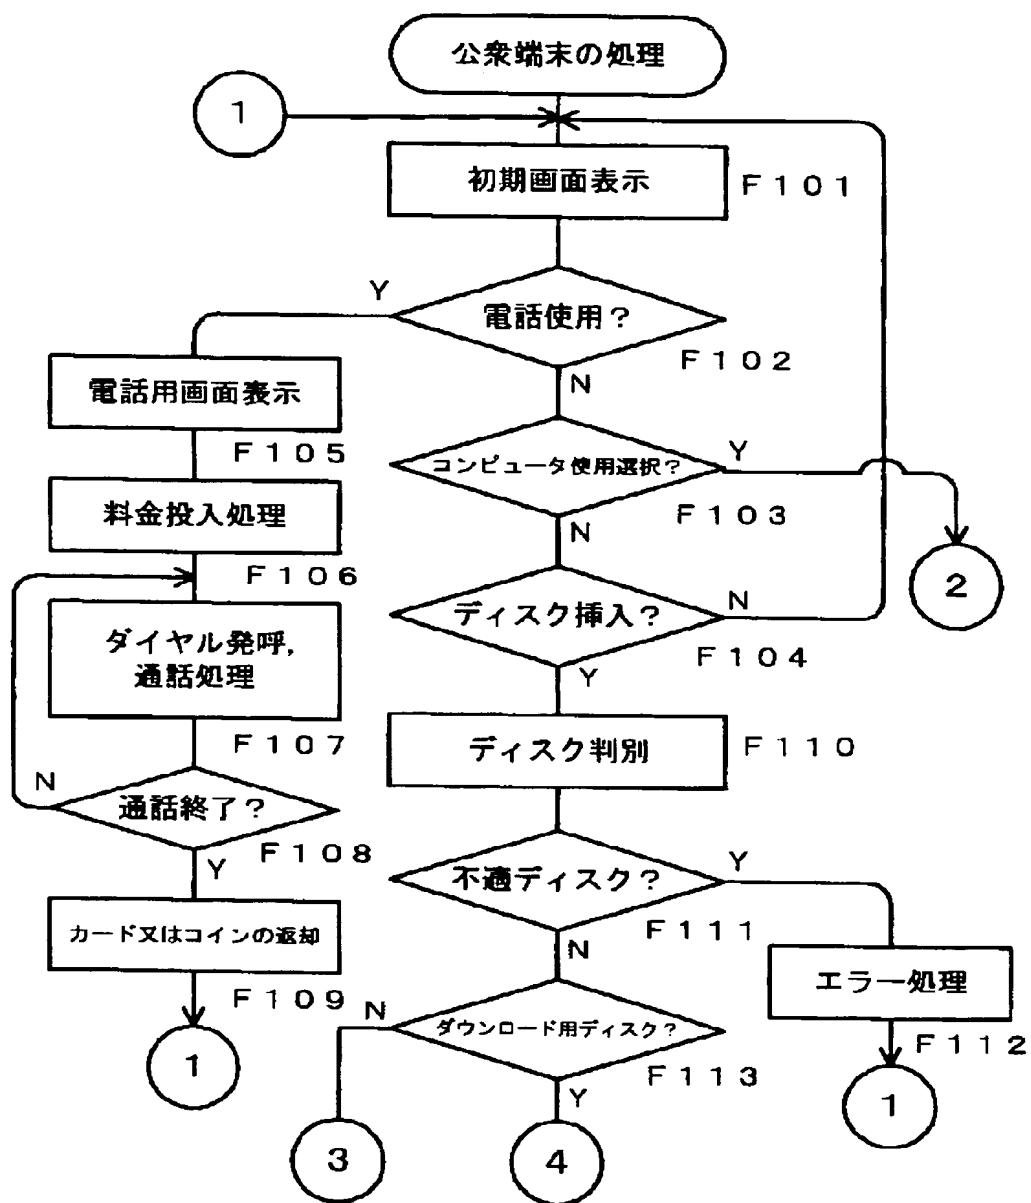 公衆端末の処理
1
初期画面表示
F101
Y
電話使用?
F102
N
電話用画面表示
F105
コンピュータ使用選択?
Y
F103
N
料金投入処理
F106
2
ディスク挿入?
N
F104
Y
ダイヤル発呼,
通話処理
F107
ディスク判別
F110
N
通話終了?
F108
Y
不適ディスク?
Y
F111
N
カード又はコインの返却
F109
エラー処理
F112
N
ダウンロード用ディスク?
F113
Y
1
1
3
4